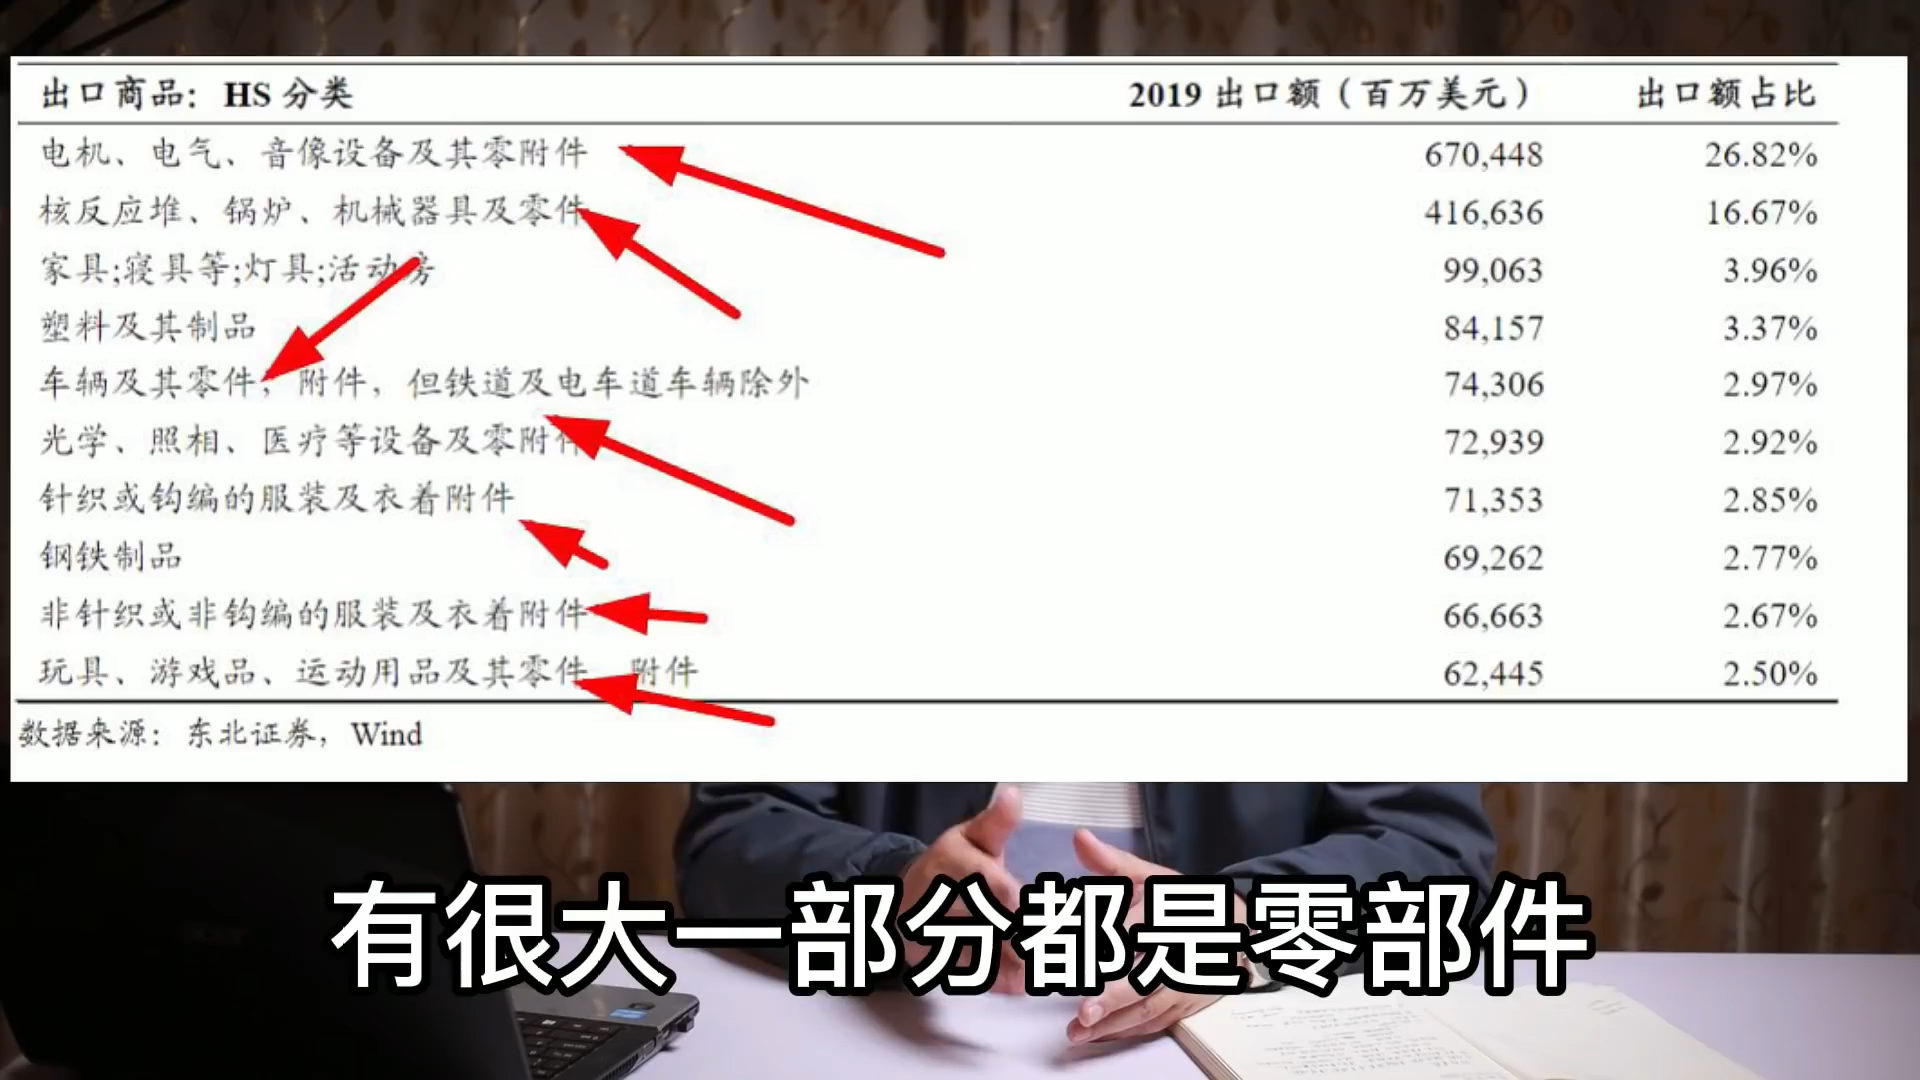 出口商品：HS 分类 2019 出口额（百万美元） 出口额占比
电机、电气、音像设备及其零附件 670,448 26.82%
核反应堆、锅炉、机械器具及零件 416,636 16.67%
家具;寝具等;灯具;活动房 99,063 3.96%
塑料及其制品 84,157 3.37%
车辆及其零件，附件，但铁道及电车道车辆除外 74,306 2.97%
光学、照相、医疗等设备及零附件 72,939 2.92%
针织或钩编的服装及衣着附件 71,353 2.85%
钢铁制品 69,262 2.77%
非针织或非钩编的服装及衣着附件 66,663 2.67%
玩具、游戏品、运动用品及其零件 附件 62,445 2.50%
数据来源：东北证券，Wind
有很大一部分都是零部件